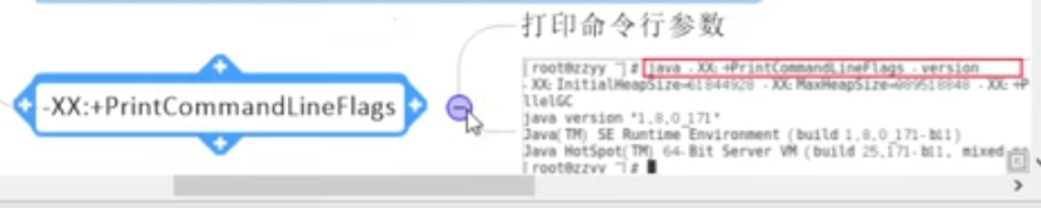 打印命令行参数
-XX:+PrintCommandLineFlags
[root@zzyy ~]# java -XX:+PrintCommandLineFlags -version
-XX:InitialHeapSize=61844928 -XX:MaxHeapSize=989518848 -XX:+P
llelGC
java version "1.8.0_171"
Java(TM) SE Runtime Environment (build 1.8.0_171-b11)
Java HotSpot(TM) 64-Bit Server VM (build 25.171-b11, mixed
[root@zzyy ~]#